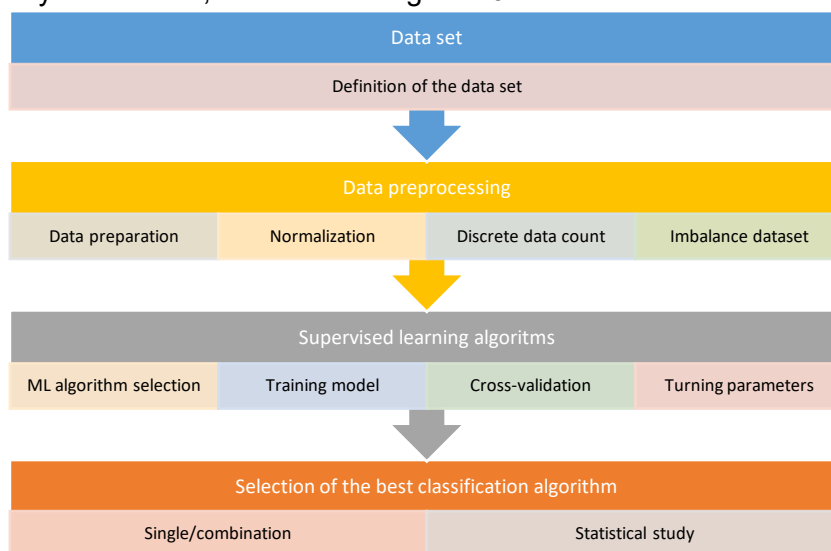 Data set
Definition of the data set
Data preprocessing
Data preparation Normalization Discrete data count Imbalance dataset
Supervised learning algoritms
ML algorithm selection Training model Cross-validation Turning parameters
Selection of the best classification algorithm
Single/combination Statistical study